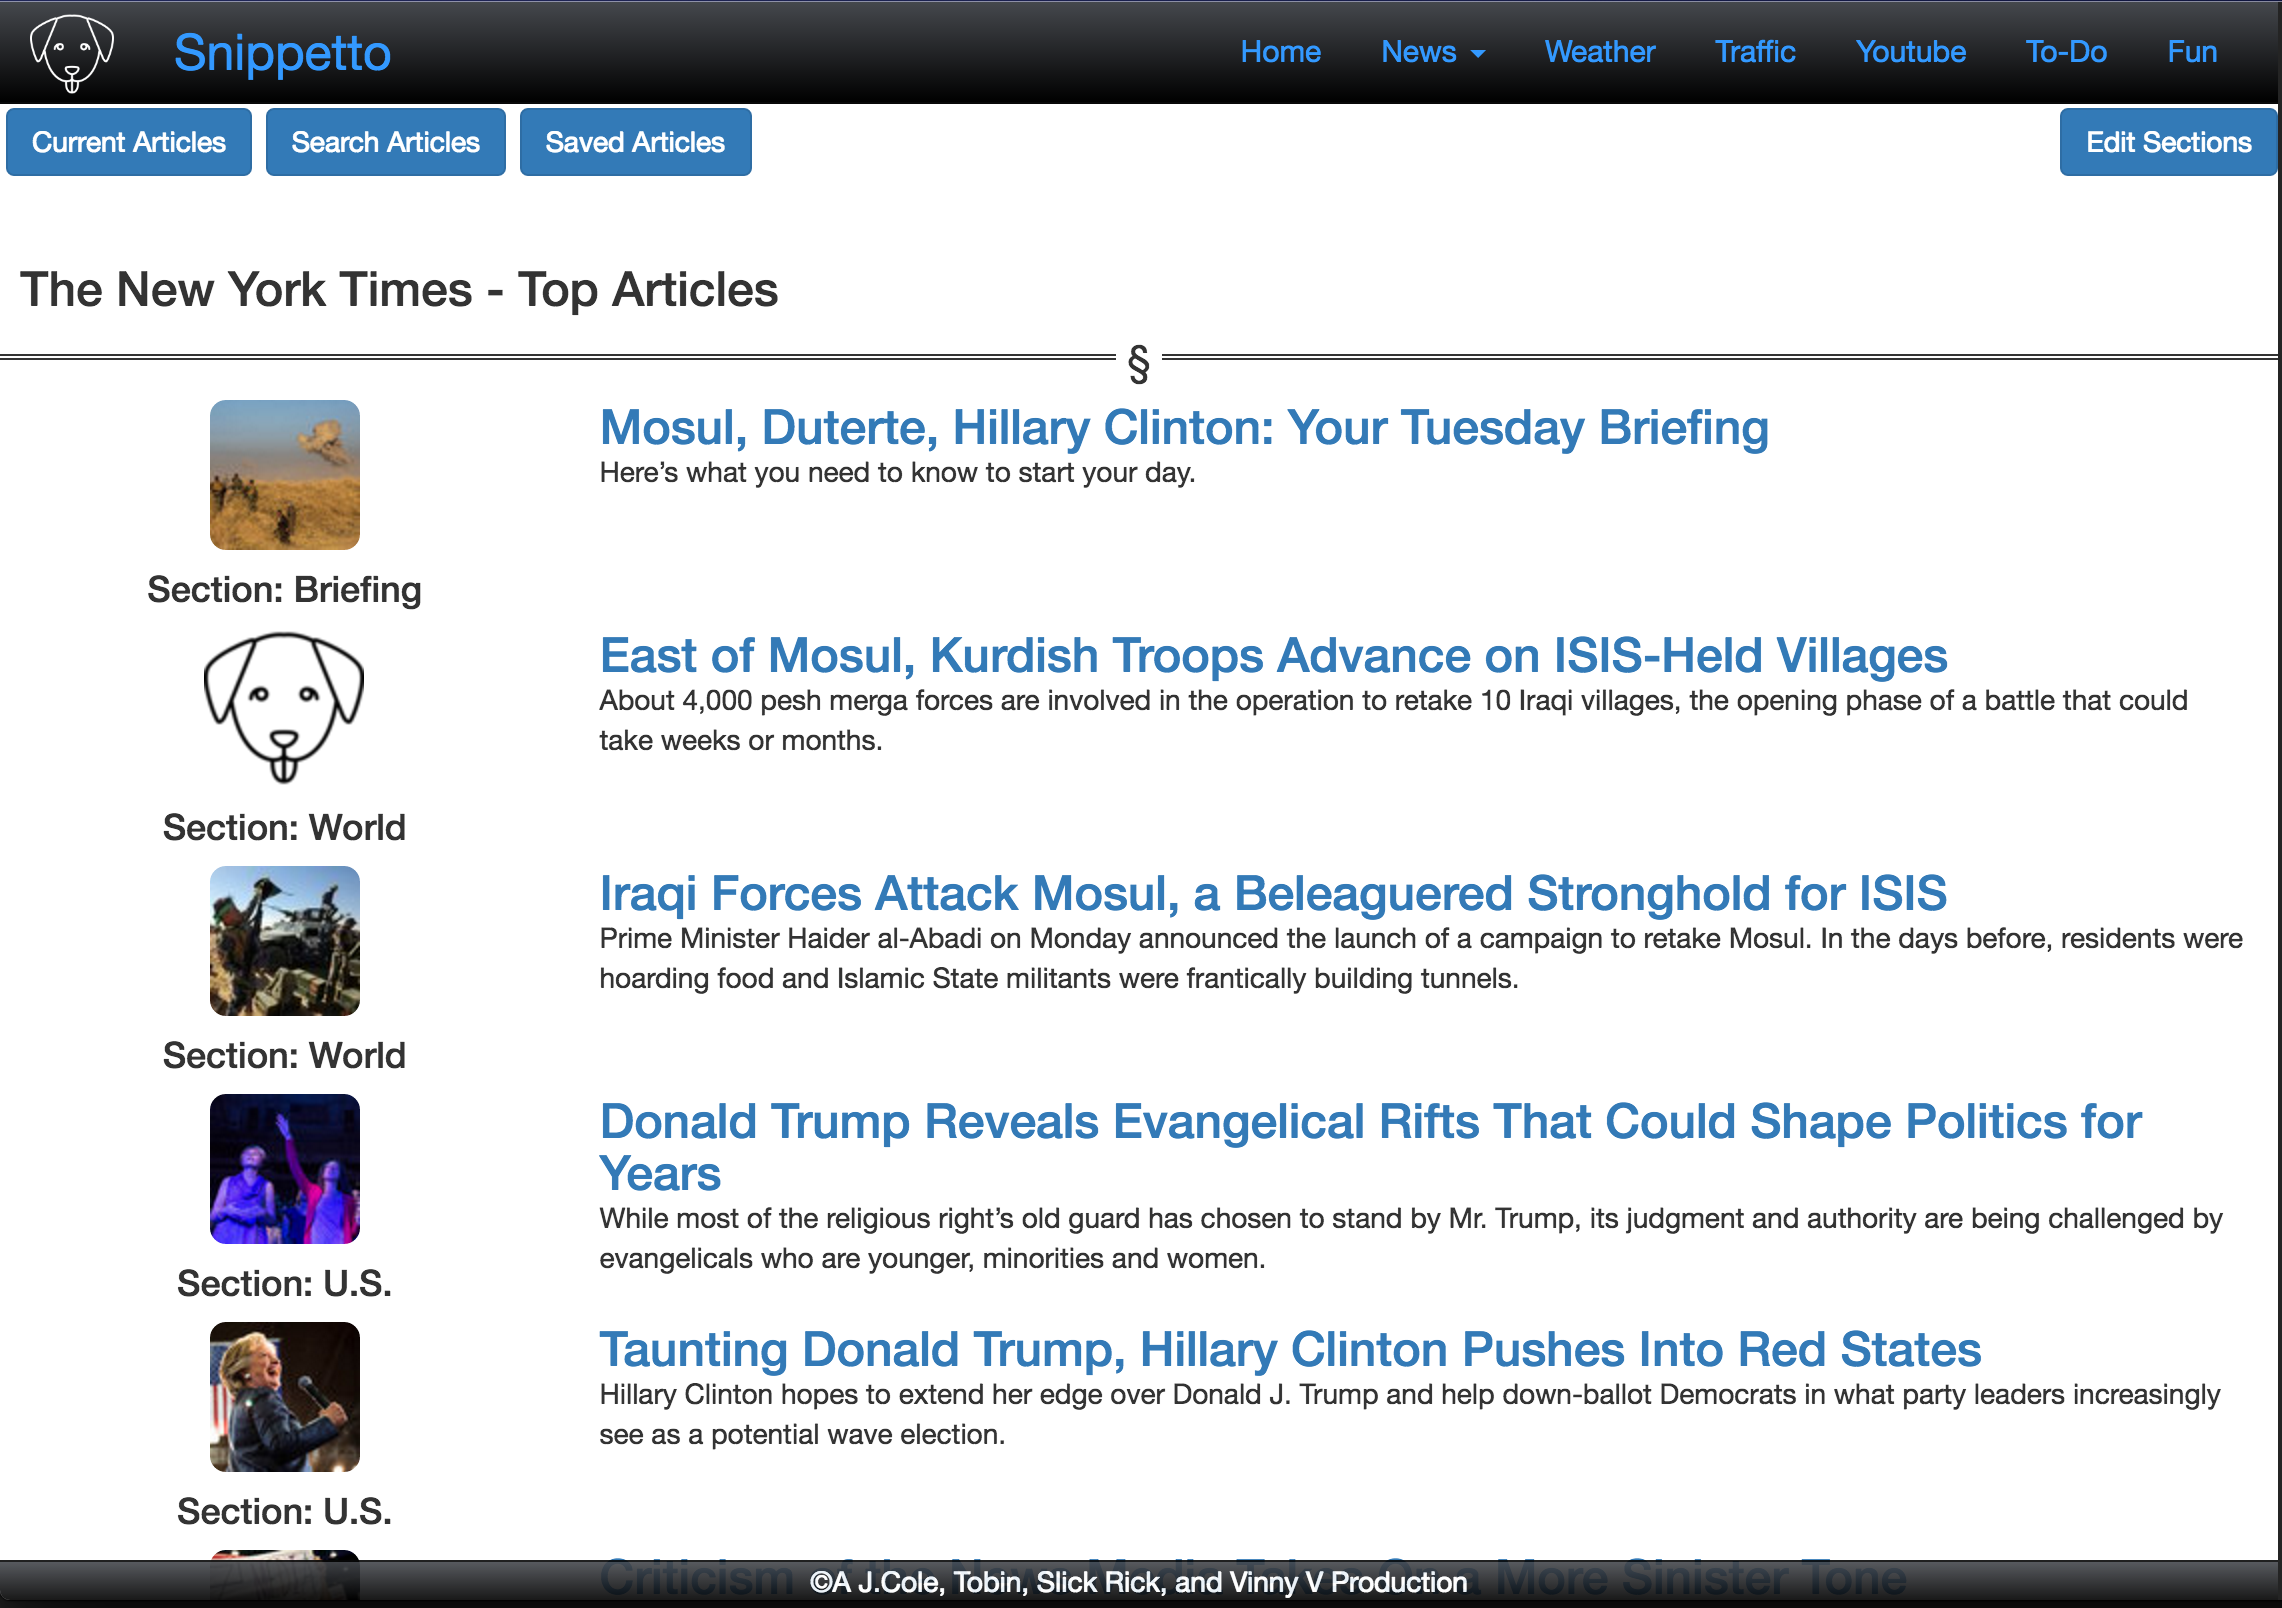 Snippetto
Home News Weather Traffic Youtube To-Do Fun
Current Articles Search Articles Saved Articles Edit Sections
The New York Times - Top Articles
§
Mosul, Duterte, Hillary Clinton: Your Tuesday Briefing
Here’s what you need to know to start your day.
Section: Briefing
East of Mosul, Kurdish Troops Advance on ISIS-Held Villages
About 4,000 pesh merga forces are involved in the operation to retake 10 Iraqi villages, the opening phase of a battle that could
take weeks or months.
Section: World
Iraqi Forces Attack Mosul, a Beleaguered Stronghold for ISIS
Prime Minister Haider al-Abadi on Monday announced the launch of a campaign to retake Mosul. In the days before, residents were
hoarding food and Islamic State militants were frantically building tunnels.
Section: World
Donald Trump Reveals Evangelical Rifts That Could Shape Politics for
Years
While most of the religious right’s old guard has chosen to stand by Mr. Trump, its judgment and authority are being challenged by
evangelicals who are younger, minorities and women.
Section: U.S.
Taunting Donald Trump, Hillary Clinton Pushes Into Red States
Hillary Clinton hopes to extend her edge over Donald J. Trump and help down-ballot Democrats in what party leaders increasingly
see as a potential wave election.
Section: U.S.
Criticism of the News Media Takes On a More Sinister Tone
©A J.Cole, Tobin, Slick Rick, and Vinny V Production